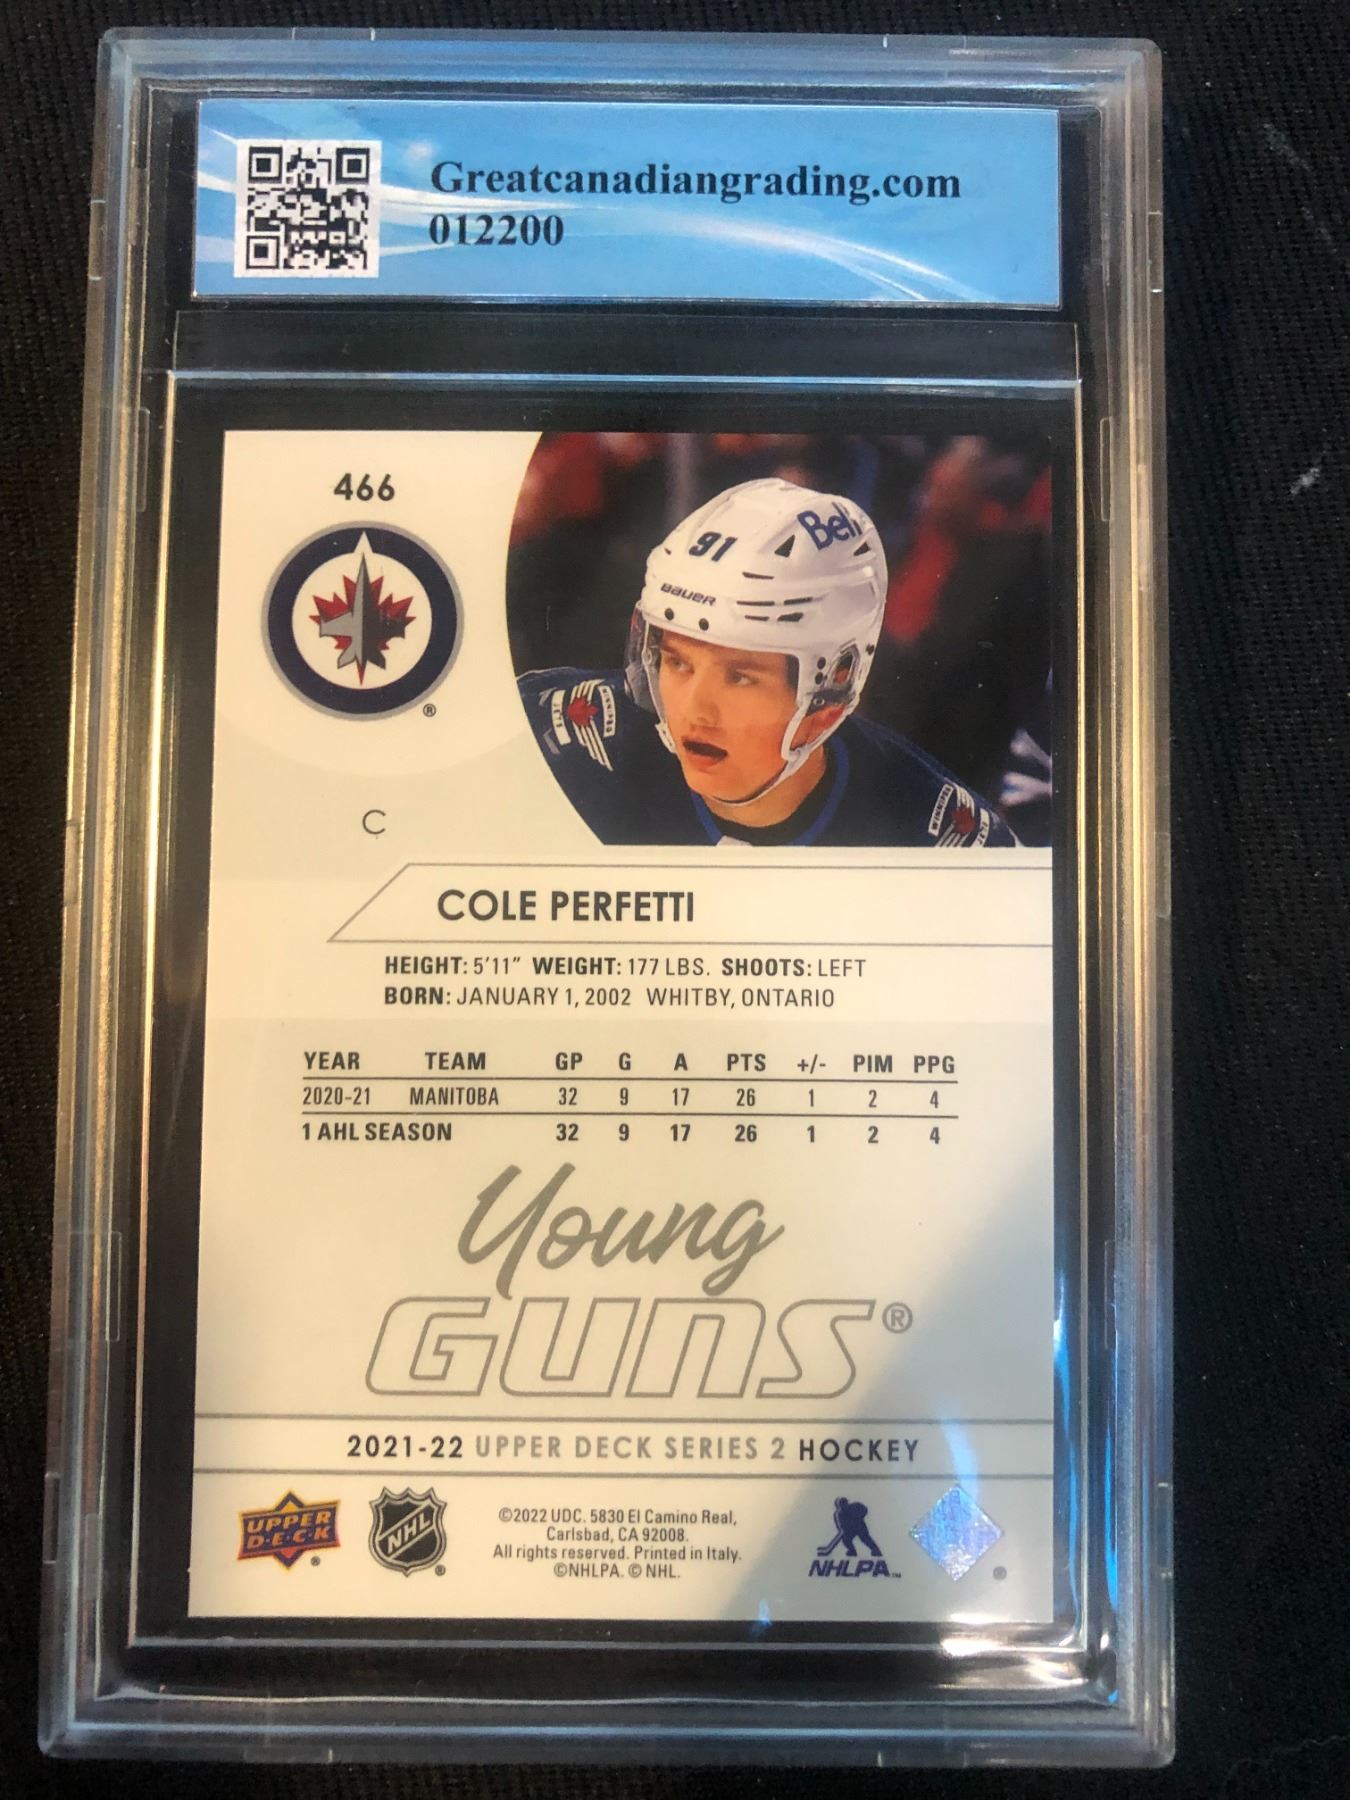 Greatcanadiangrading.com
012200
466
®
91
Bell
BAUER
C
COLE PERFETTI
HEIGHT: 5'11" WEIGHT: 177 LBS. SHOOTS: LEFT
BORN: JANUARY 1, 2002 WHITBY, ONTARIO
YEAR TEAM GP G A PTS +/- PIM PPG
2020-21 MANITOBA 32 9 17 26 1 2 4
1 AHL SEASON 32 9 17 26 1 2 4
Young
GUNS®
2021-22 UPPER DECK SERIES 2 HOCKEY
UPPER
D·E·C·K
®
NHL
®
©2022 UDC. 5830 El Camino Real,
Carlsbad, CA 92008.
All rights reserved. Printed in Italy.
©NHLPA. © NHL.
NHLPA™
®